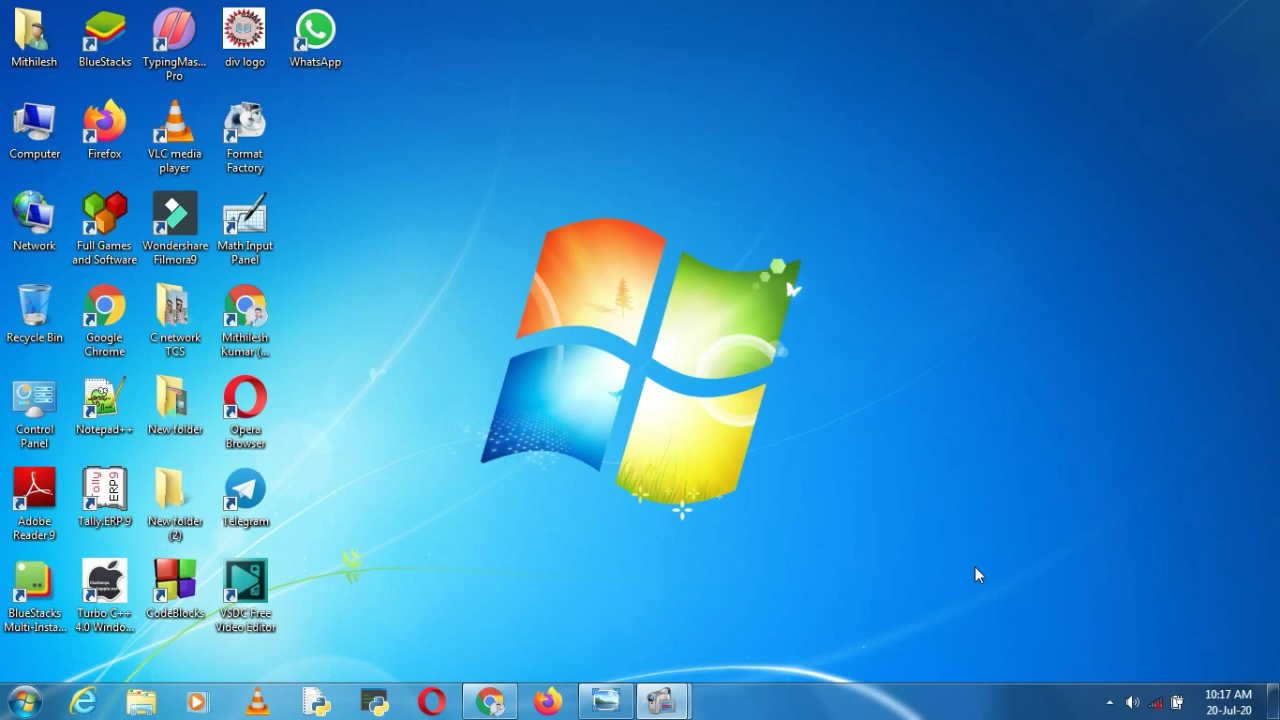 Mithilesh
BlueStacks
TypingMas...
Pro
div logo
WhatsApp
Computer
Firefox
VLC media
player
Format
Factory
Network
Full Games
and Software
Wondershare
Filmora9
Math Input
Panel
Recycle Bin
Google
Chrome
C network
TCS
Mithilesh
Kumar (...
Control
Panel
Notepad++
New folder
Opera
Browser
Adobe
Reader 9
Tally
ERP9
Tally.ERP 9
New folder
(2)
Telegram
BlueStacks
Multi-Insta...
Turbo C++
4.0 Windo...
CodeBlocks
VSDC Free
Video Editor
10:17 AM
20-Jul-20